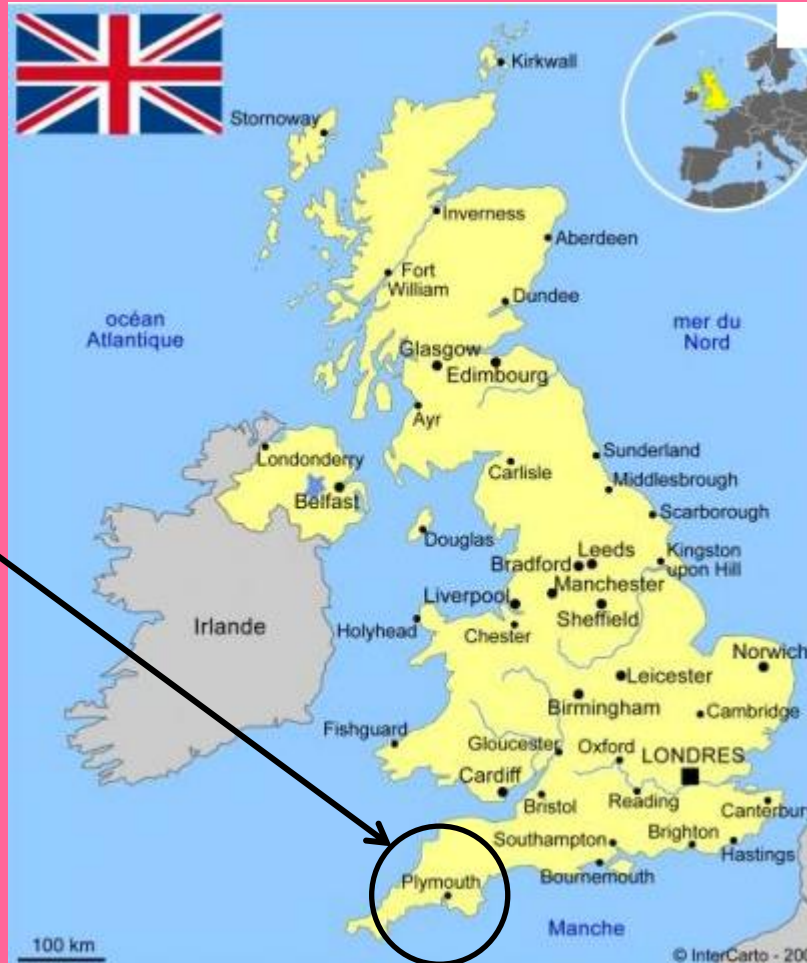 Kirkwall
Stornoway
Inverness
Aberdeen
Fort
William
Dundee
océan
Atlantique
mer du
Nord
Glasgow
Edimbourg
Ayr
Londonderry
Carlisle
Sunderland
Belfast
Middlesbrough
Scarborough
Douglas
Bradford
Leeds
Kingston
upon Hill
Manchester
Liverpool
Sheffield
Irlande
Holyhead
Chester
Norwich
Leicester
Birmingham
Cambridge
Fishguard
Gloucester
Oxford
LONDRES
Cardiff
Bristol
Reading
Canterbur
Southampton
Brighton
Hastings
Bournemouth
Plymouth
Manche
100 km
© InterCarto - 200